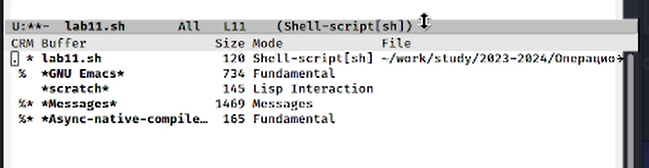 U:**-  lab11.sh       All   L11    (Shell-script[sh])
CRM Buffer                Size Mode              File
. * lab11.sh               120 Shell-script[sh] ~/work/study/2023-2024/Операцио→
 %  *GNU Emacs*            734 Fundamental
    *scratch*              145 Lisp Interaction
 %* *Messages*            1469 Messages
 %* *Async-native-compile…  165 Fundamental